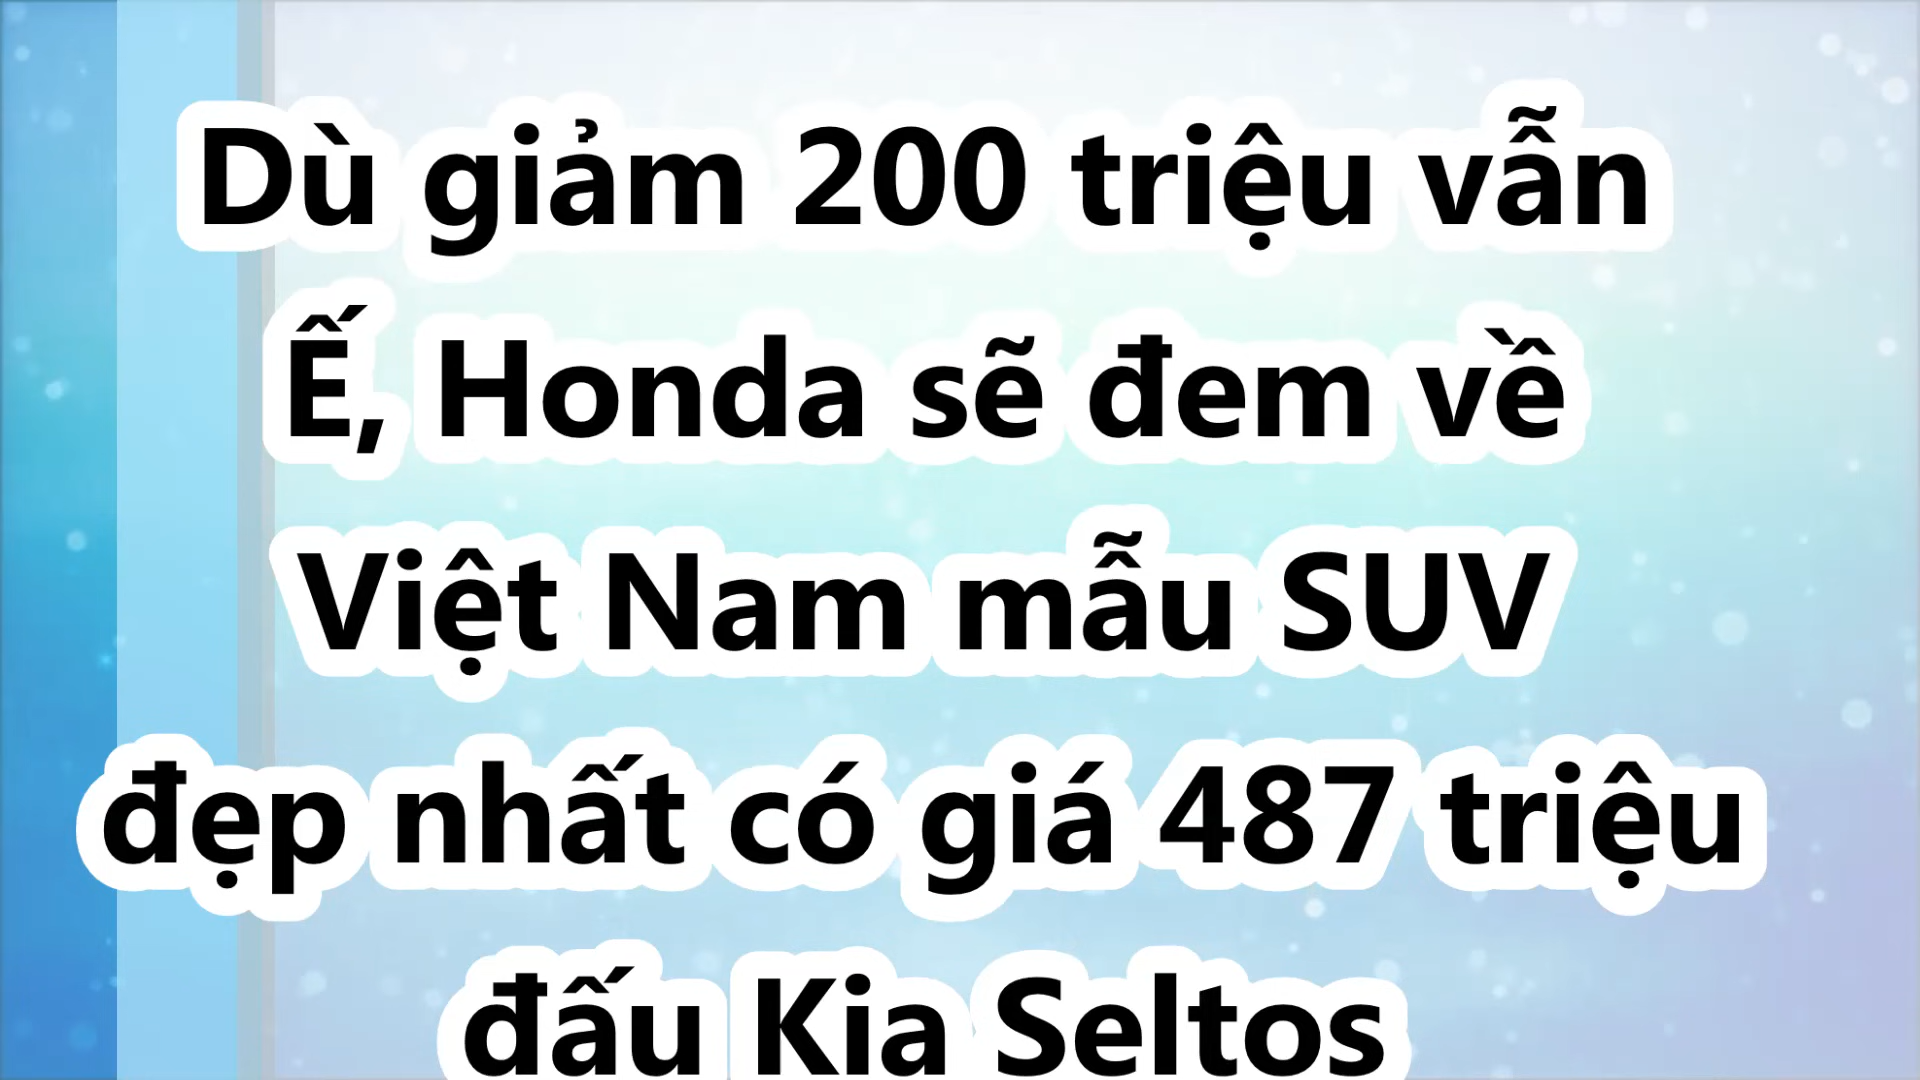 Dù giảm 200 triệu vẫn
Ế, Honda sẽ đem về
Việt Nam mẫu SUV
đẹp nhất có giá 487 triệu
đấu Kia Seltos